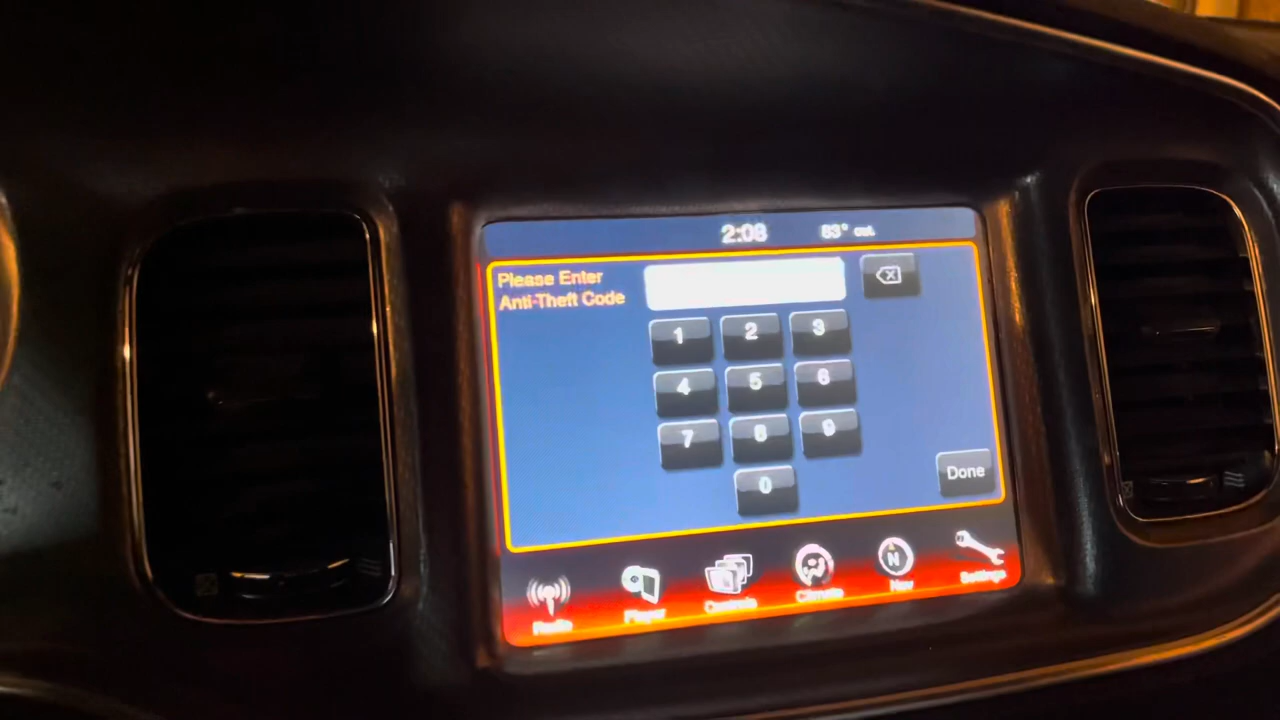 2:08 83° out
Please Enter
Anti-Theft Code
1 2 3
4 5 6
7 8 9
0
Done
Radio Player Controls Climate Nav Settings
N